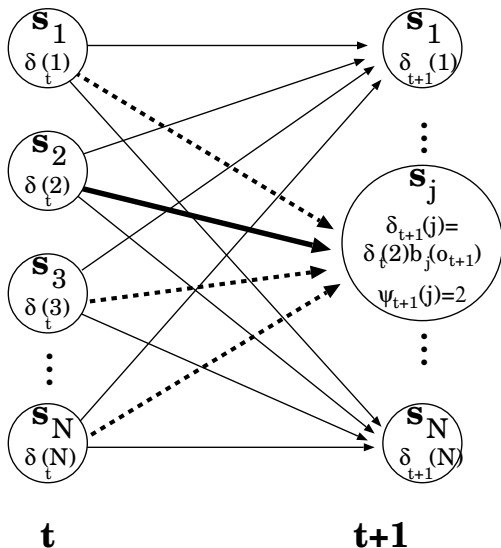 s1
δt(1)
s2
δt(2)
s3
δt(3)
sN
δt(N)
t
s1
δt+1(1)
sj
δt+1(j)=
δt(2)bj(ot+1)
ψt+1(j)=2
sN
δt+1(N)
t+1